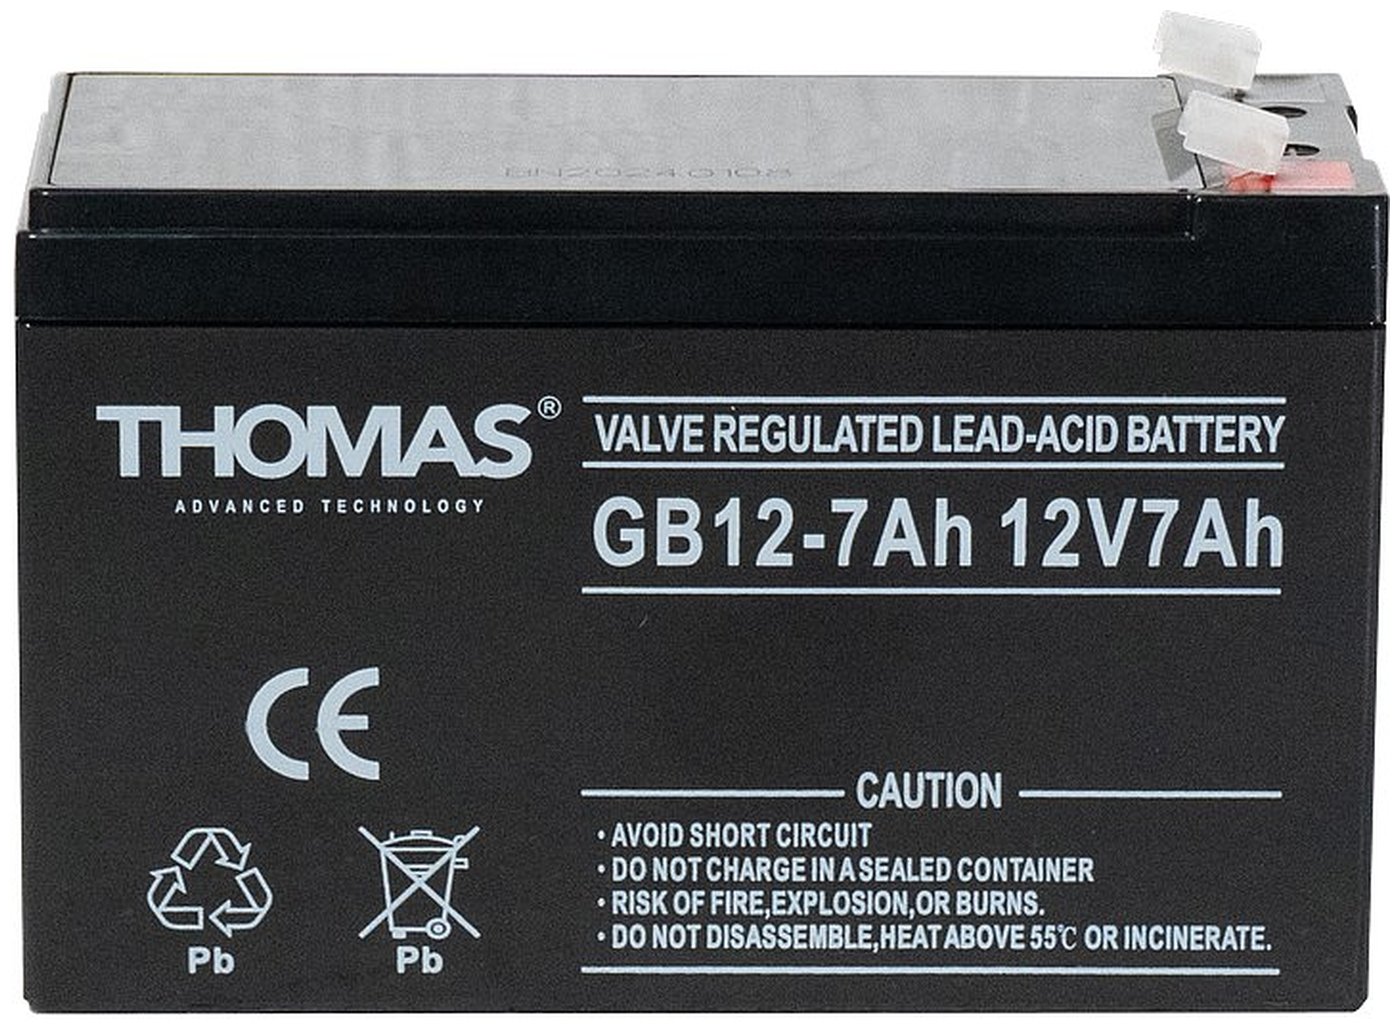 BN20240108
THOMAS®
ADVANCED TECHNOLOGY
VALVE REGULATED LEAD-ACID BATTERY
GB12-7Ah 12V7Ah
CE
CAUTION
• AVOID SHORT CIRCUIT
• DO NOT CHARGE IN A SEALED CONTAINER
• RISK OF FIRE,EXPLOSION,OR BURNS.
• DO NOT DISASSEMBLE,HEAT ABOVE 55℃ OR INCINERATE.
Pb
Pb